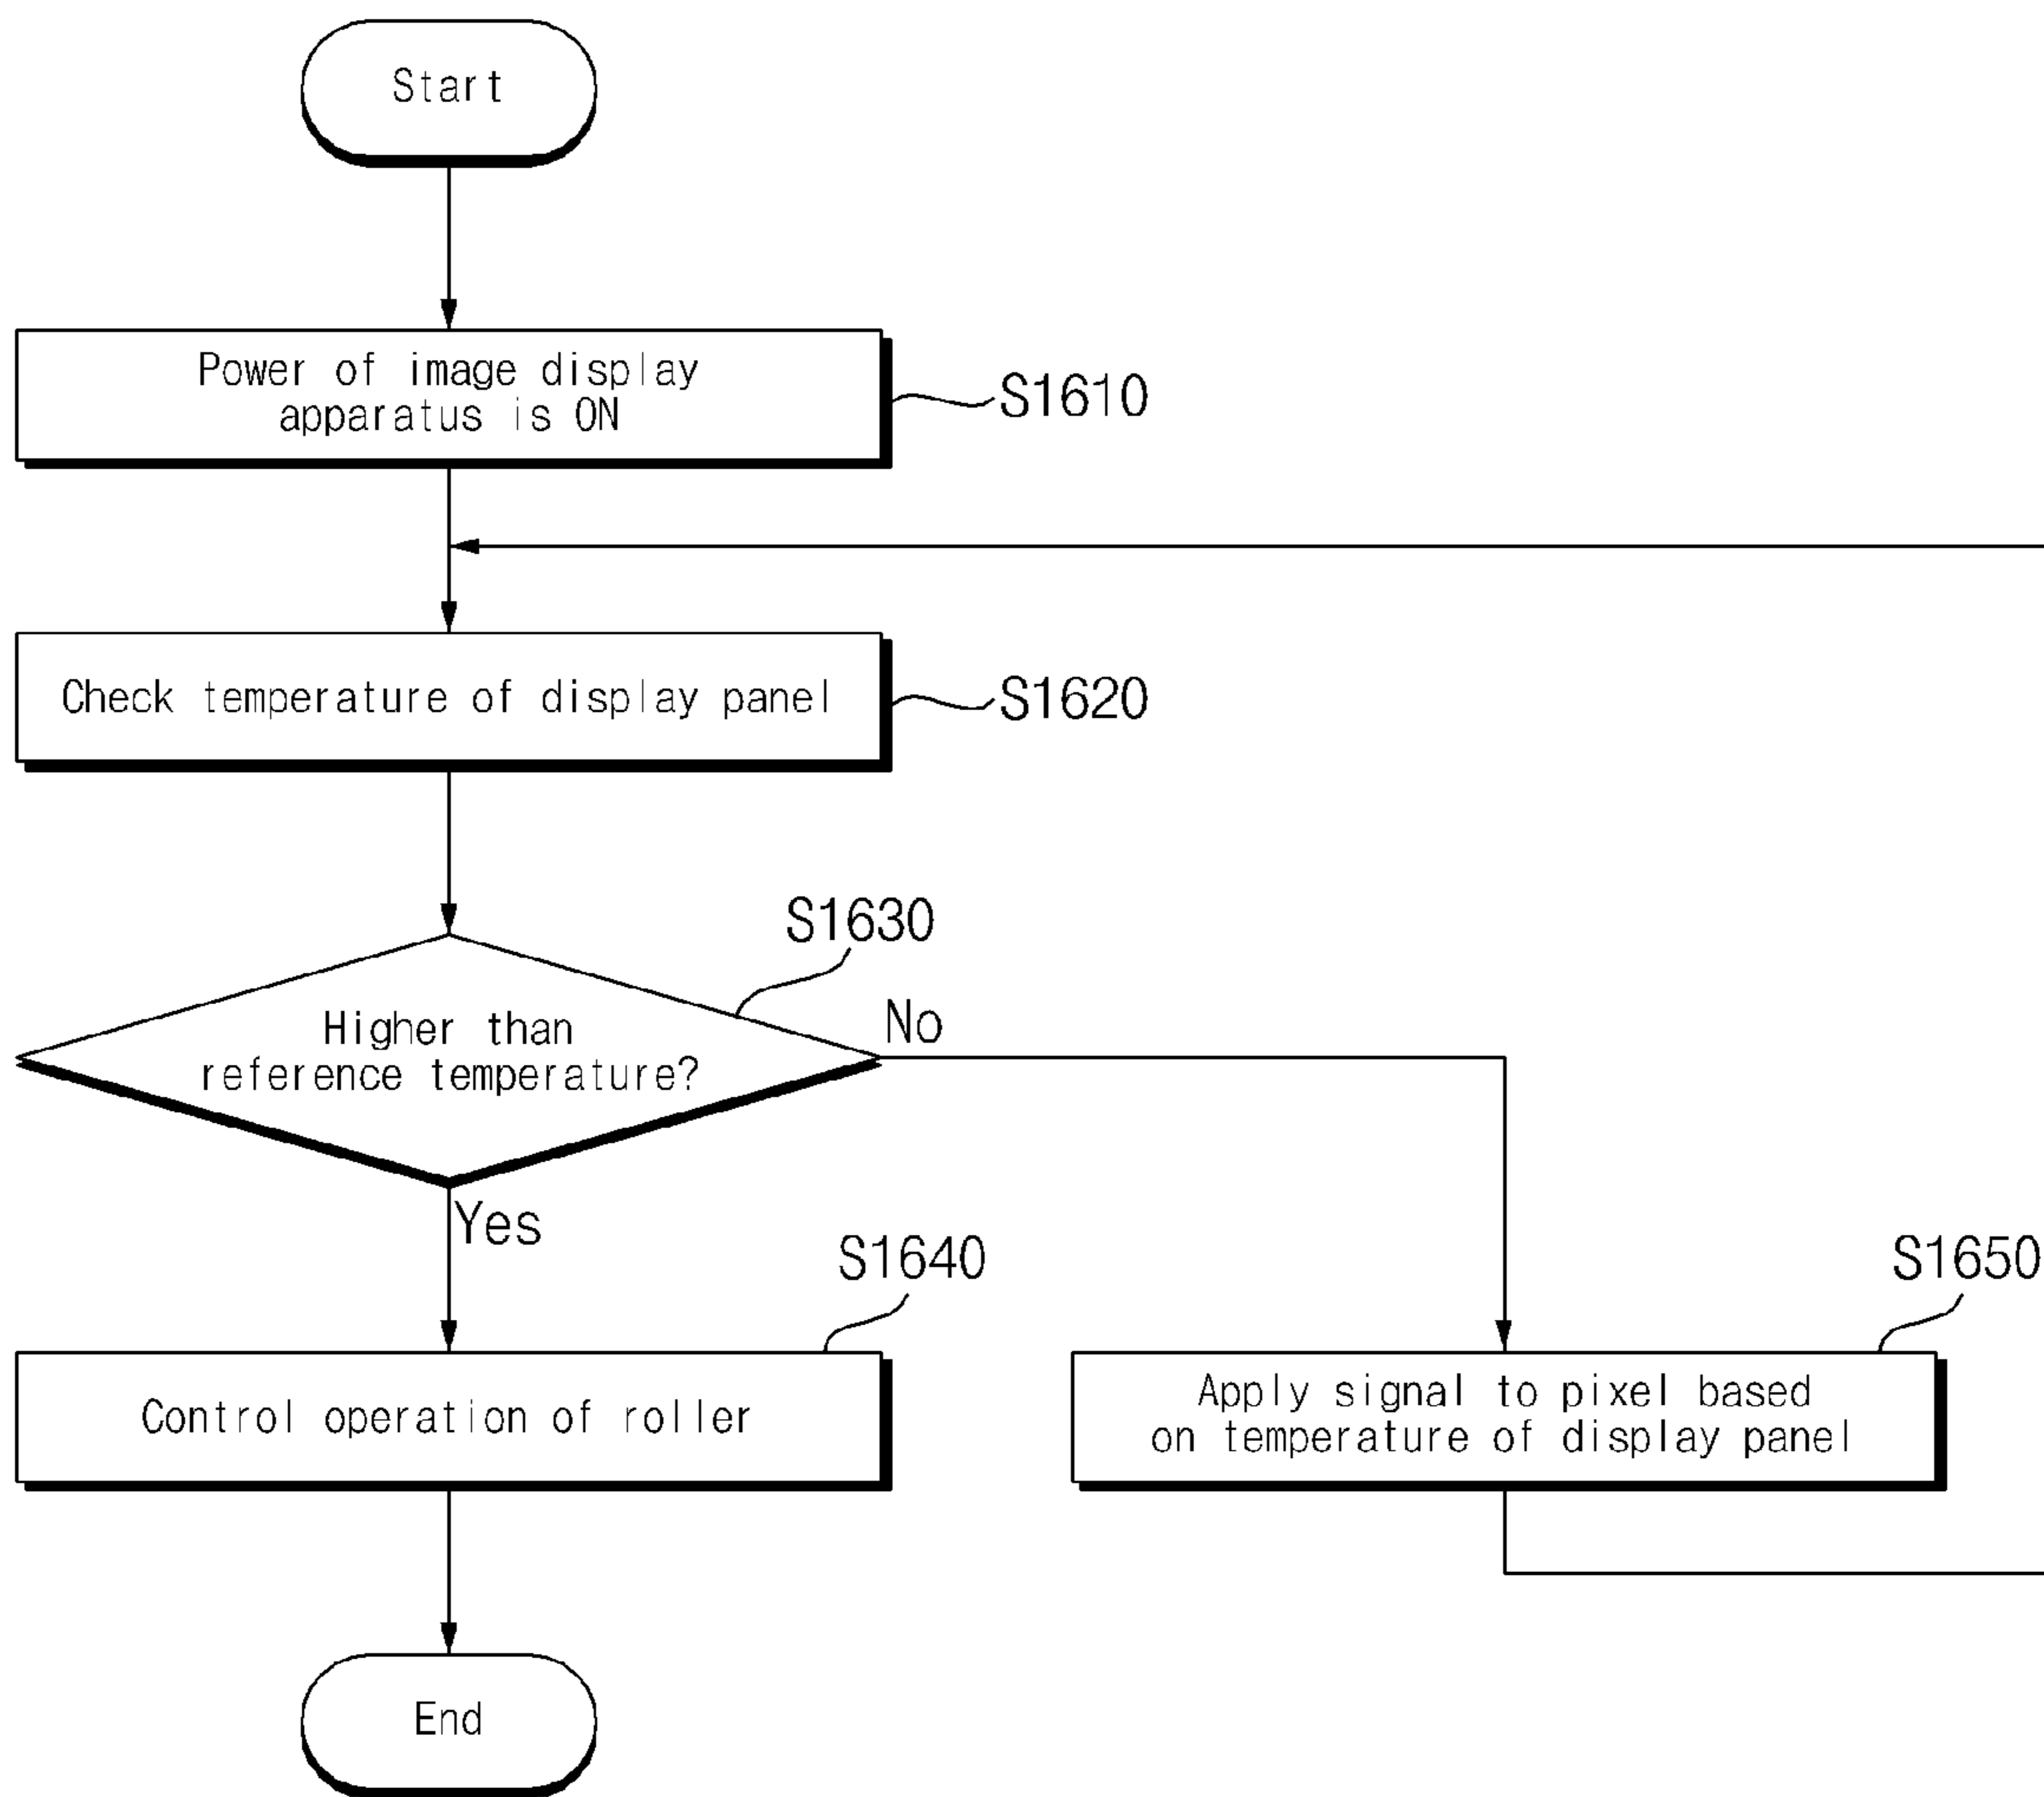 Start
Power of image display
apparatus is ON
S1610
Check temperature of display panel
S1620
S1630
Higher than
reference temperature?
No
Yes
S1640
Control operation of roller
S1650
Apply signal to pixel based
on temperature of display panel
End